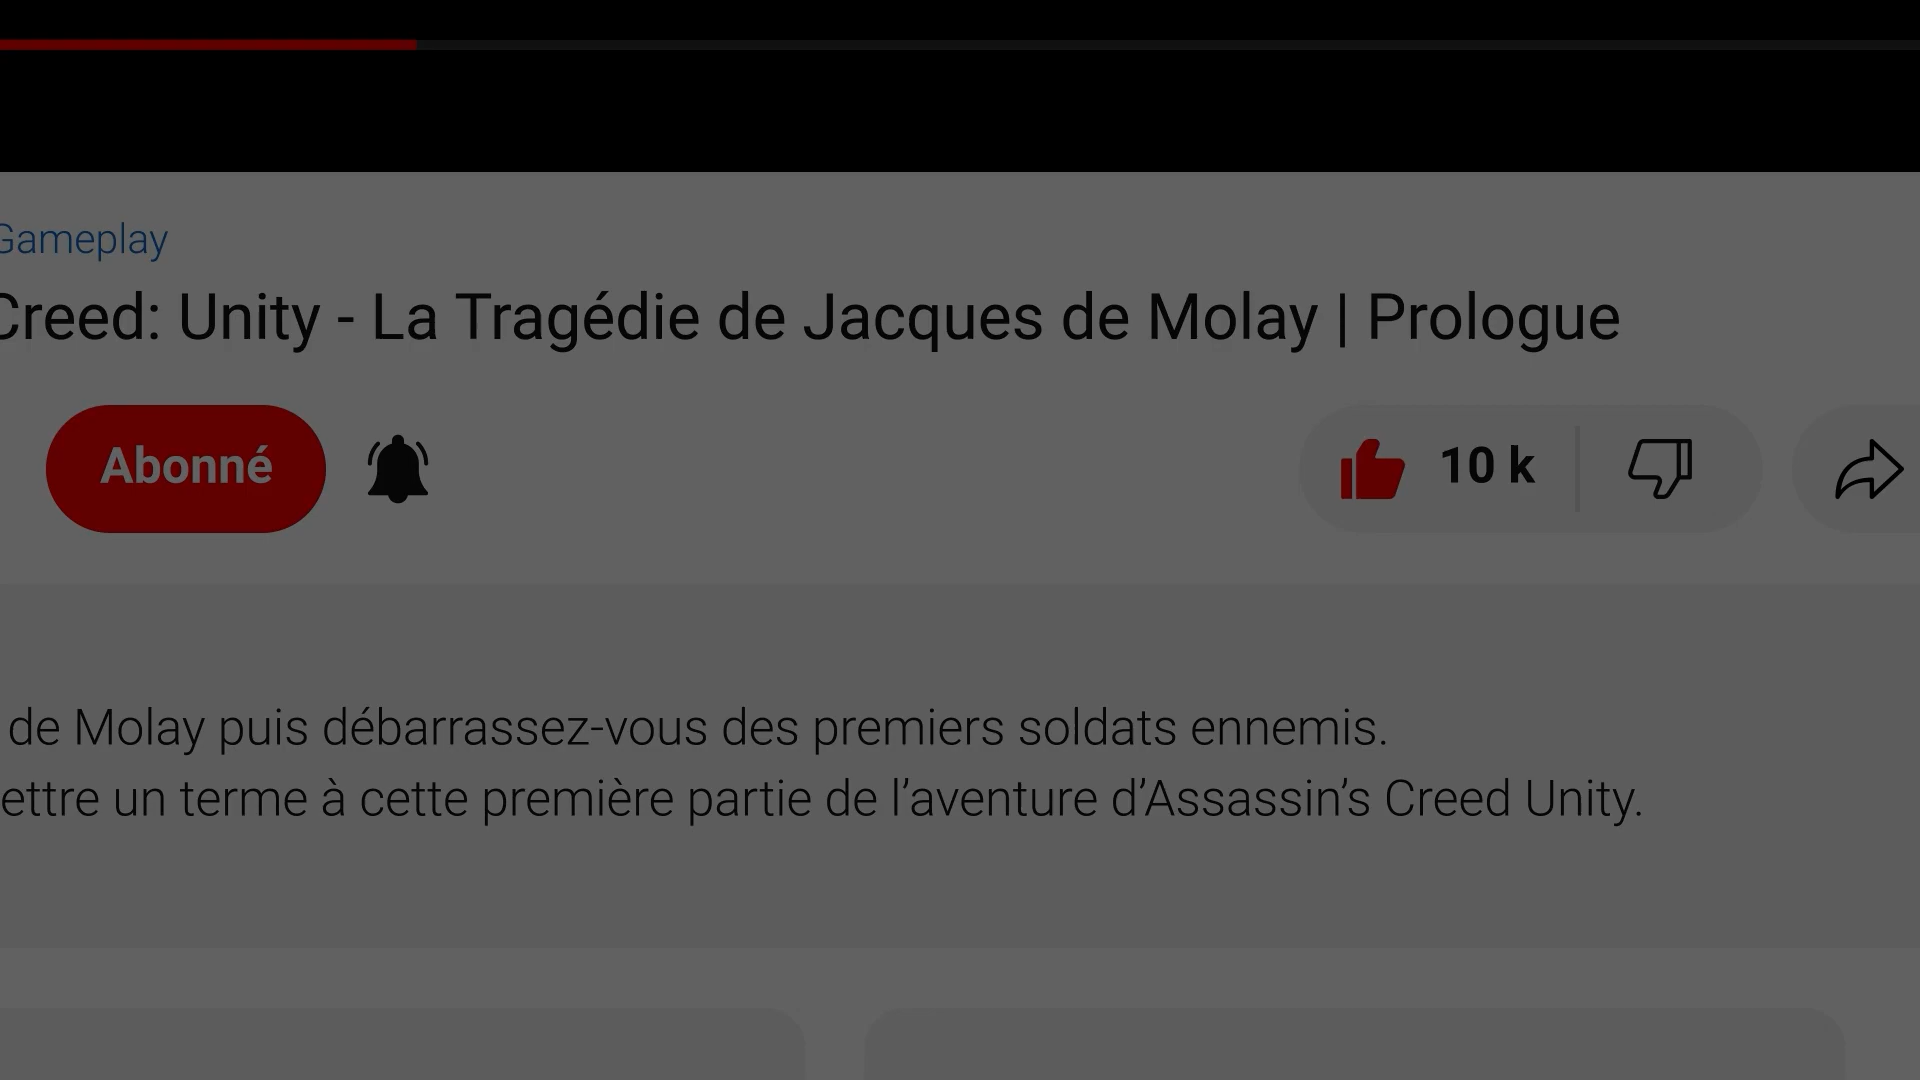 Gameplay
Creed: Unity - La Tragédie de Jacques de Molay | Prologue
Abonné
10 k
de Molay puis débarrassez-vous des premiers soldats ennemis.
ettre un terme à cette première partie de l’aventure d’Assassin’s Creed Unity.